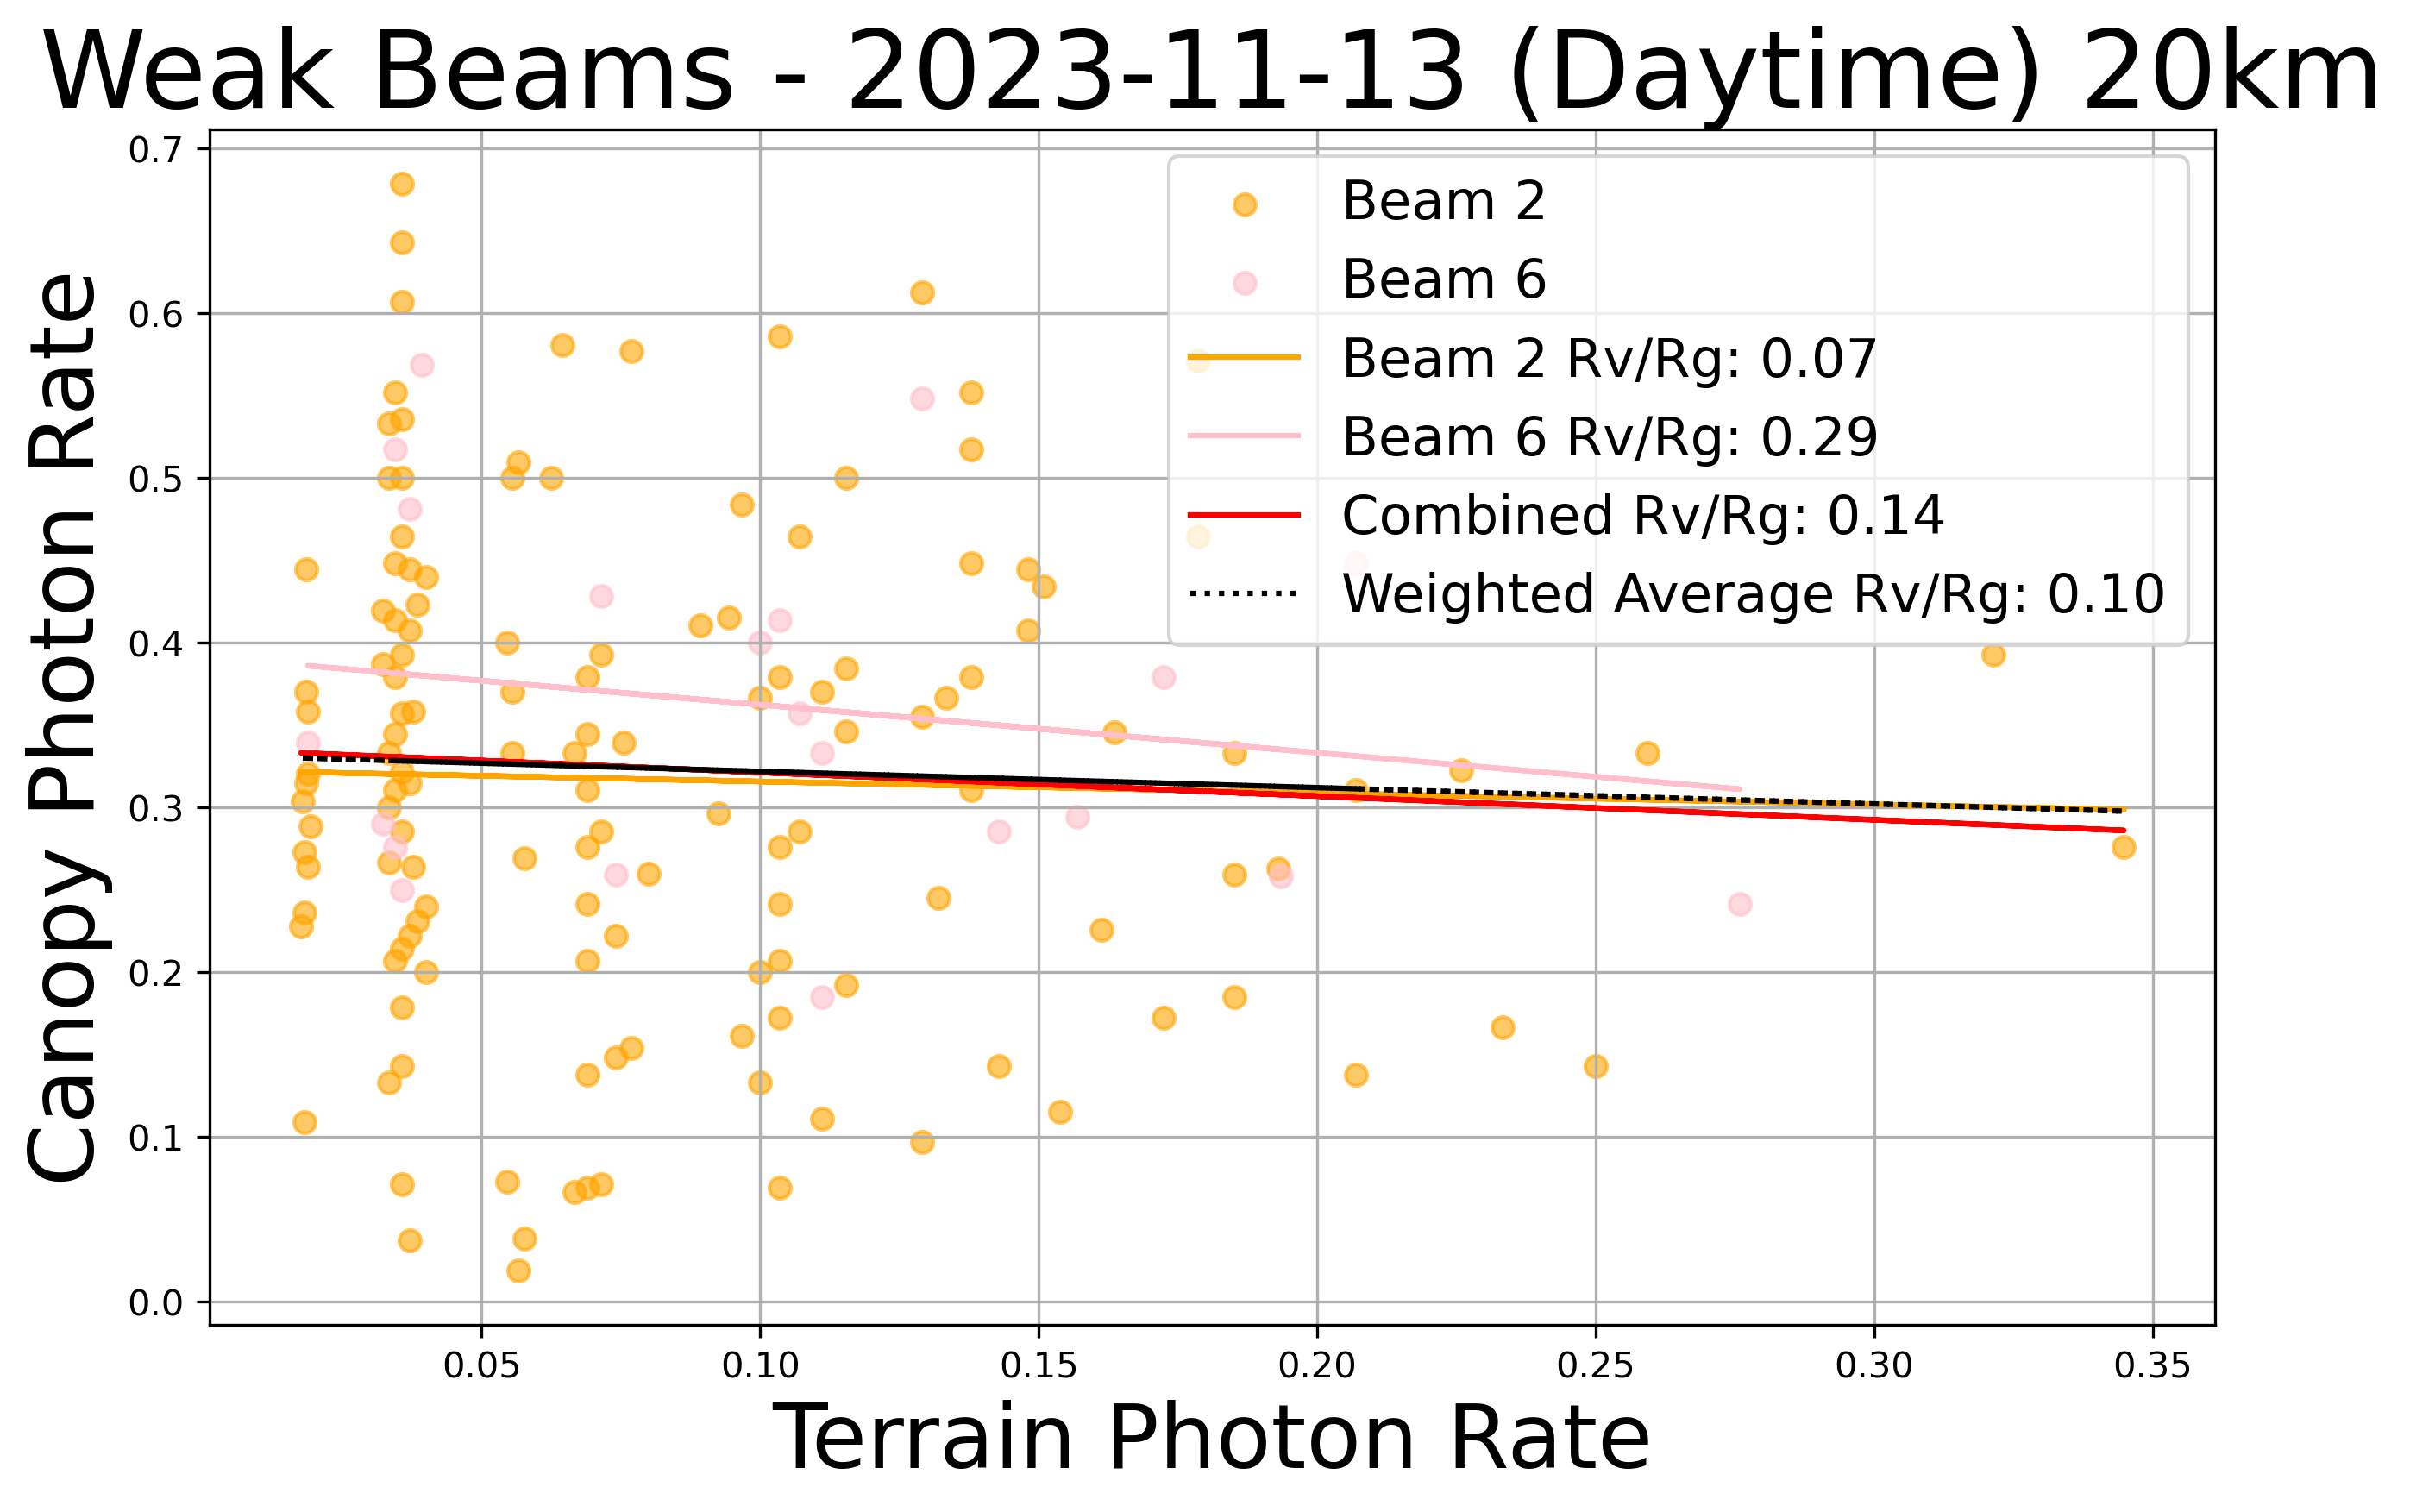 Weak Beams - 2023-11-13 (Daytime) 20km
Canopy Photon Rate
0.7
0.6
0.5
0.4
0.3
0.2
0.1
0.0
Beam 2
Beam 6
Beam 2 Rv/Rg: 0.07
Beam 6 Rv/Rg: 0.29
Combined Rv/Rg: 0.14
Weighted Average Rv/Rg: 0.10
0.05 0.10 0.15 0.20 0.25 0.30 0.35
Terrain Photon Rate